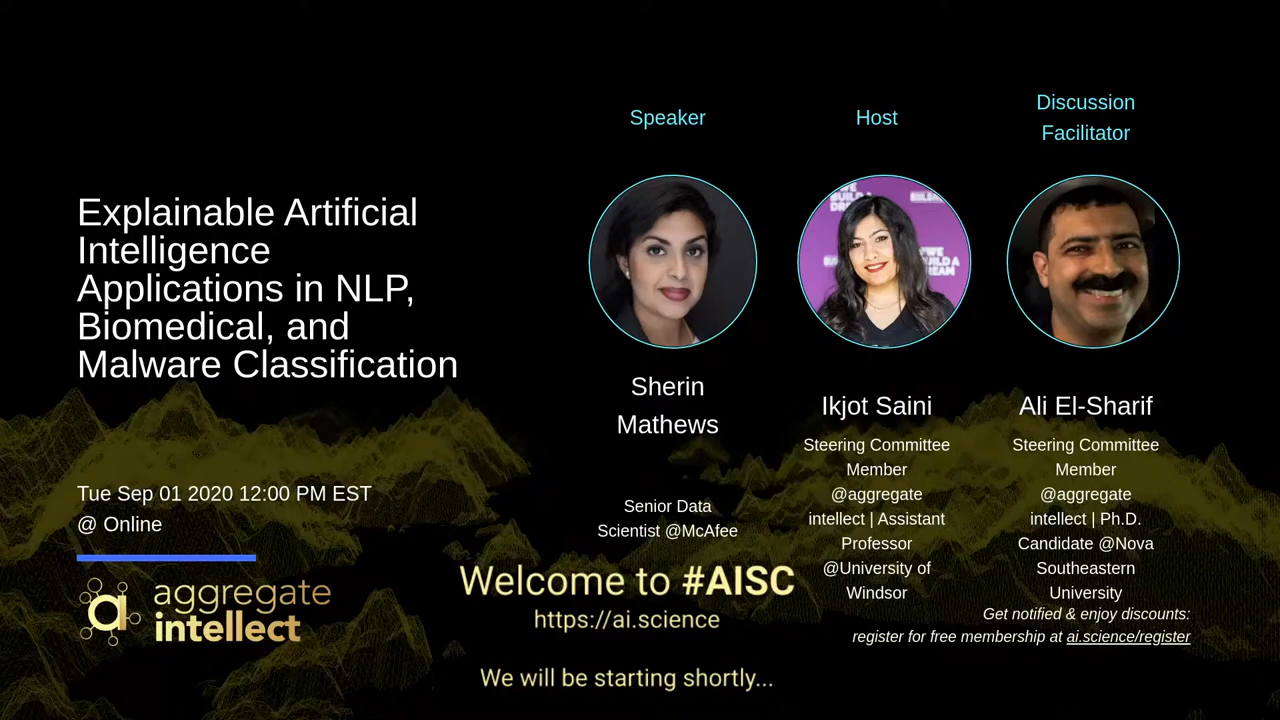 Explainable Artificial
Intelligence
Applications in NLP,
Biomedical, and
Malware Classification
Tue Sep 01 2020 12:00 PM EST
@ Online
aggregate
intellect
Speaker
Sherin
Mathews
Senior Data
Scientist @McAfee
Host
Ikjot Saini
Steering Committee
Member
@aggregate
intellect | Assistant
Professor
@University of
Windsor
Discussion
Facilitator
Ali El-Sharif
Steering Committee
Member
@aggregate
intellect | Ph.D.
Candidate @Nova
Southeastern
University
Welcome to #AISC
https://ai.science
We will be starting shortly...
Get notified & enjoy discounts:
register for free membership at ai.science/register